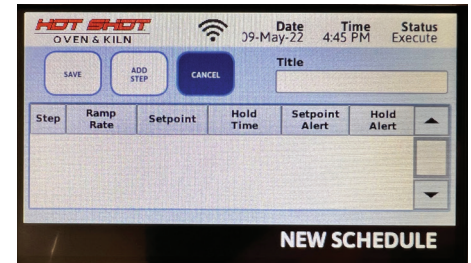 HOT SHOT
OVEN & KILN
Date Time Status
09-May-22 4:45 PM Execute
SAVE
ADD
STEP
CANCEL
Title
Step Ramp Rate Setpoint Hold Time Setpoint Alert Hold Alert
NEW SCHEDULE